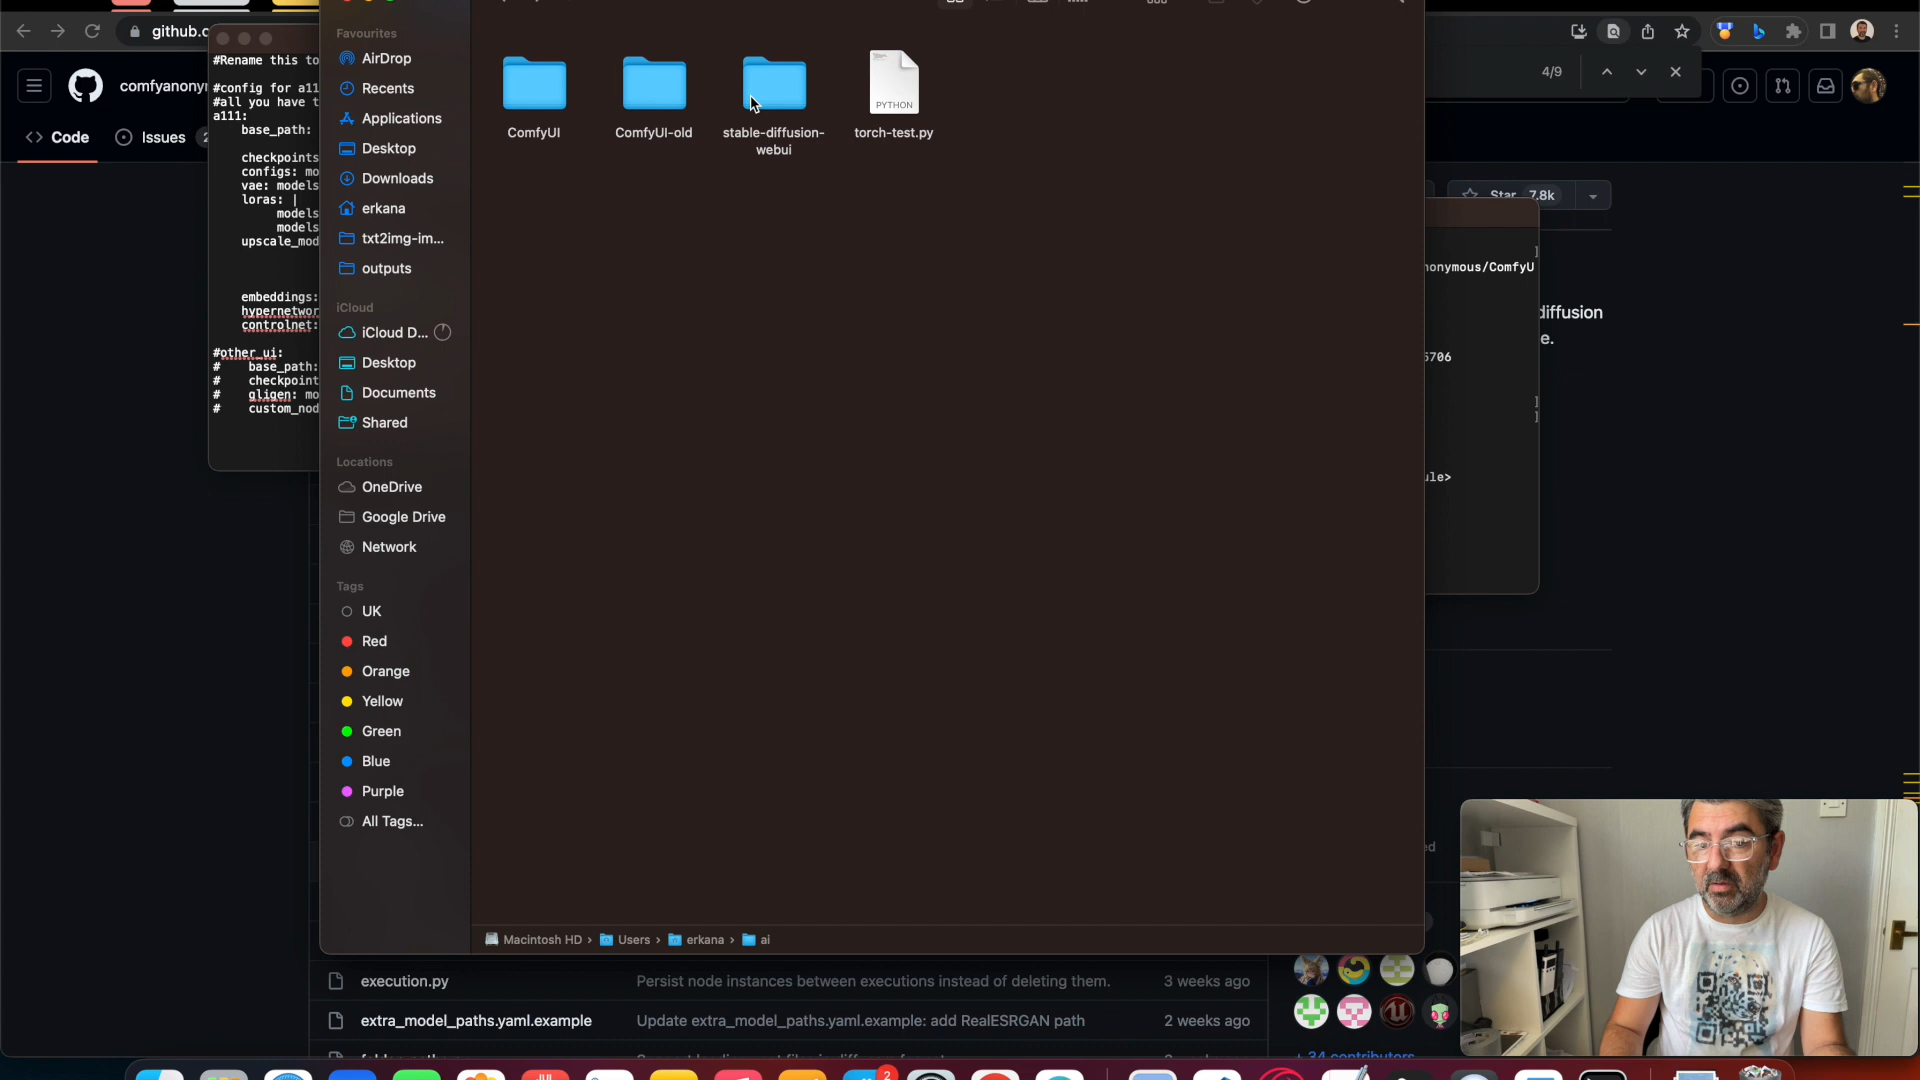 github.c
4/9
comfyanony
Code
Issues
2
Star 7.8k
#Rename this to
#config for a11
#all you have t
a111:
base_path:
checkpoints
configs: mo
vae: models
loras: |
models
models
upscale_mod
embeddings:
hypernetwor
controlnet:
#other_ui:
# base_path:
# checkpoint
# gligen: mo
# custom_nod
Favourites
AirDrop
Recents
Applications
Desktop
Downloads
erkana
txt2img-im...
outputs
iCloud
iCloud D...
Desktop
Documents
Shared
Locations
OneDrive
Google Drive
Network
Tags
UK
Red
Orange
Yellow
Green
Blue
Purple
All Tags...
ComfyUI
ComfyUI-old
stable-diffusion-
webui
PYTHON
torch-test.py
]
onymous/ComfyU
5706
]
]
ule>
diffusion
e.
ed
Macintosh HD › Users › erkana › ai
execution.py
Persist node instances between executions instead of deleting them.
3 weeks ago
extra_model_paths.yaml.example
Update extra_model_paths.yaml.example: add RealESRGAN path
2 weeks ago
+ 34 contributors
2